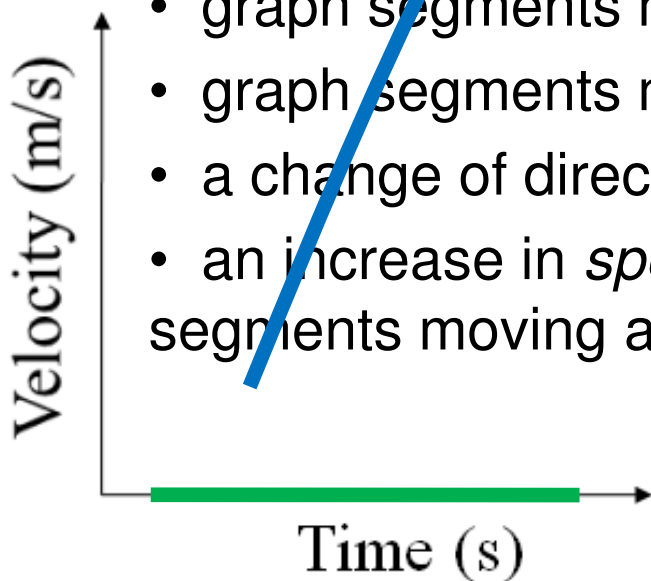 • graph segments
• graph segments
• a change of direc
• an increase in sp
segments moving a
Velocity (m/s)
Time (s)